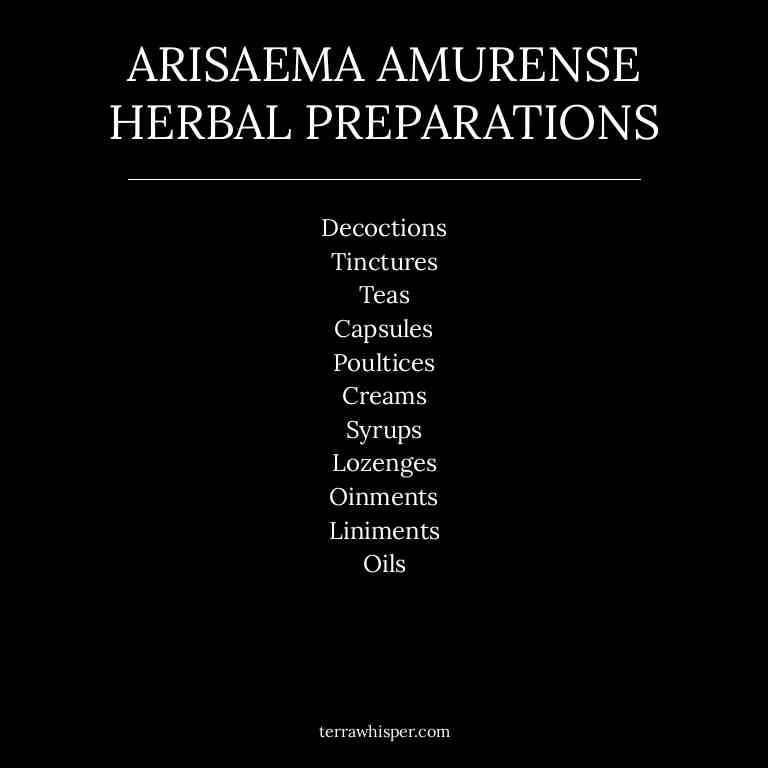 ARISAEMA AMURENSE
HERBAL PREPARATIONS
Decoctions
Tinctures
Teas
Capsules
Poultices
Creams
Syrups
Lozenges
Oinments
Liniments
Oils
terrawhisper.com